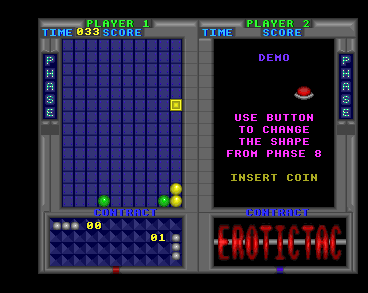 PLAYER 1
PLAYER 2
TIME 033 SCORE
TIME SCORE
PHASE
DEMO
PHASE
USE BUTTON
TO CHANGE
THE SHAPE
FROM PHASE 8
INSERT COIN
CONTRACT
CONTRACT
00
01
EROTICTAC